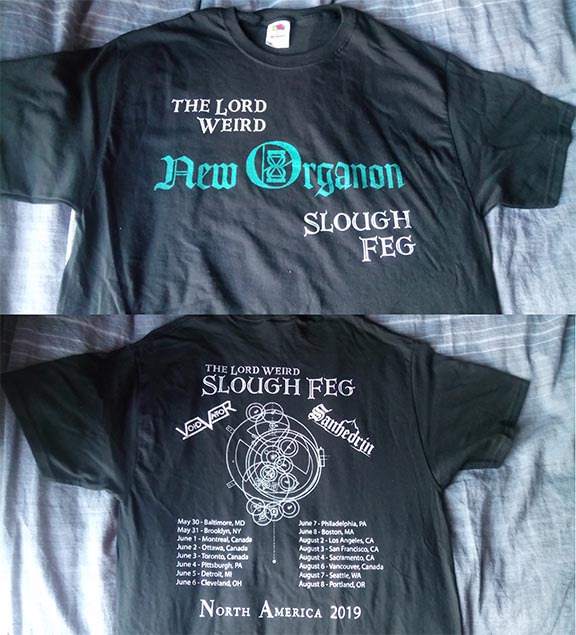 THE LORD
WEIRD
New Organon
SLOUGH
FEG
THE LORD WEIRD
SLOUGH FEG
VOID VATOR
Sanhedrin
May 30 - Baltimore, MD
May 31 - Brooklyn, NY
June 1 - Montreal, Canada
June 2 - Ottawa, Canada
June 3 - Toronto, Canada
June 4 - Pittsburgh, PA
June 5 - Detroit, MI
June 6 - Cleveland, OH
June 7 - Philadelphia, PA
June 8 - Boston, MA
August 2 - Los Angeles, CA
August 3 - San Francisco, CA
August 4 - Sacramento, CA
August 6 - Vancouver, Canada
August 7 - Seattle, WA
August 8 - Portland, OR
NORTH AMERICA 2019